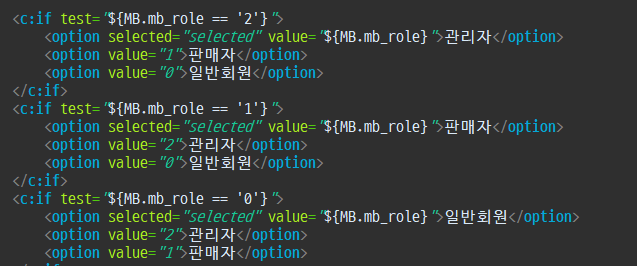 <c:if test="${MB.mb_role == '2'}">
<option selected="selected" value="${MB.mb_role}">관리자</option>
<option value="1">판매자</option>
<option value="0">일반회원</option>
</c:if>
<c:if test="${MB.mb_role == '1'}">
<option selected="selected" value="${MB.mb_role}">판매자</option>
<option value="2">관리자</option>
<option value="0">일반회원</option>
</c:if>
<c:if test="${MB.mb_role == '0'}">
<option selected="selected" value="${MB.mb_role}">일반회원</option>
<option value="2">관리자</option>
<option value="1">판매자</option>